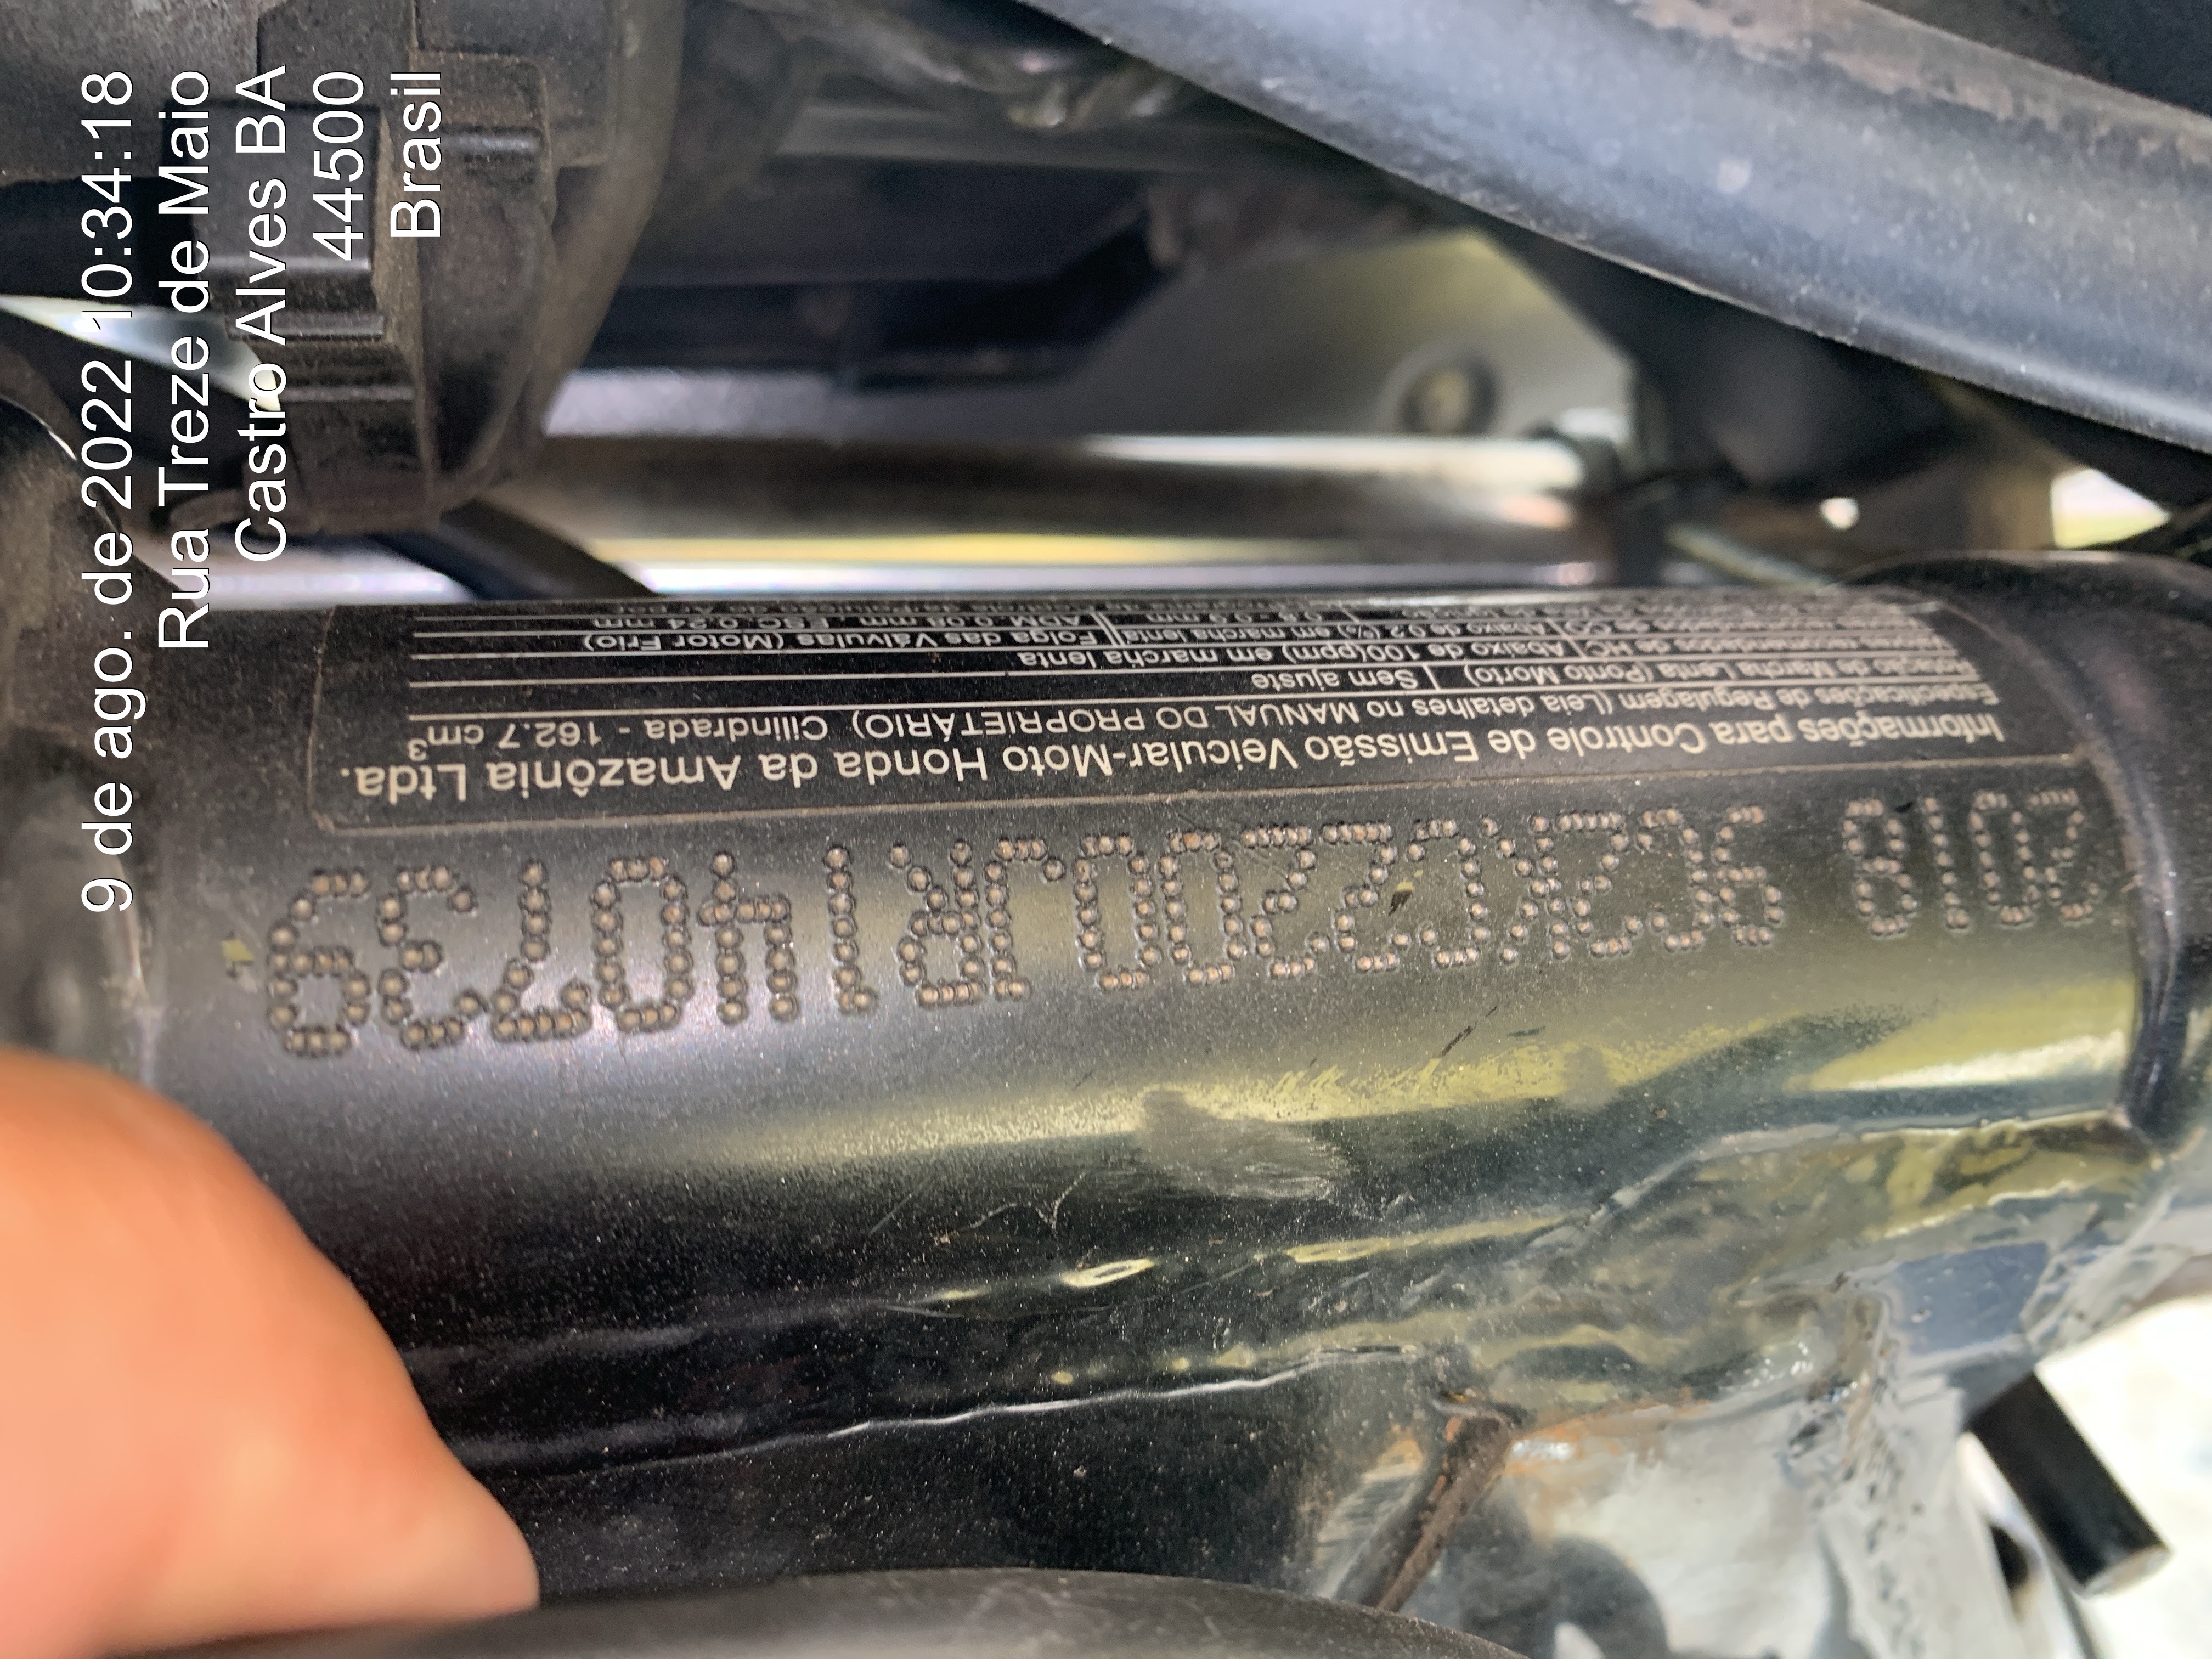 9 de ago. de 2022 10:34:18
Rua Treze de Maio
Castro Alves BA
44500
Brasil
2018 9C2KC2200JR140739
Informações para Controle de Emissão Veicular-Moto Honda da Amazônia Ltda.
Especificações de Regulagem (Leia detalhes no MANUAL DO PROPRIETÁRIO) Cilindrada - 162.7 cm³
Rotação de Marcha Lenta (Ponto Morto) Sem ajuste
de HC Abaixo de 100(ppm) em marcha lenta
de CO Abaixo de 0.2 (%) em marcha lenta Folga das Válvulas (Motor Frio)
ADM 0.08 mm , ESC: 0.24 mm